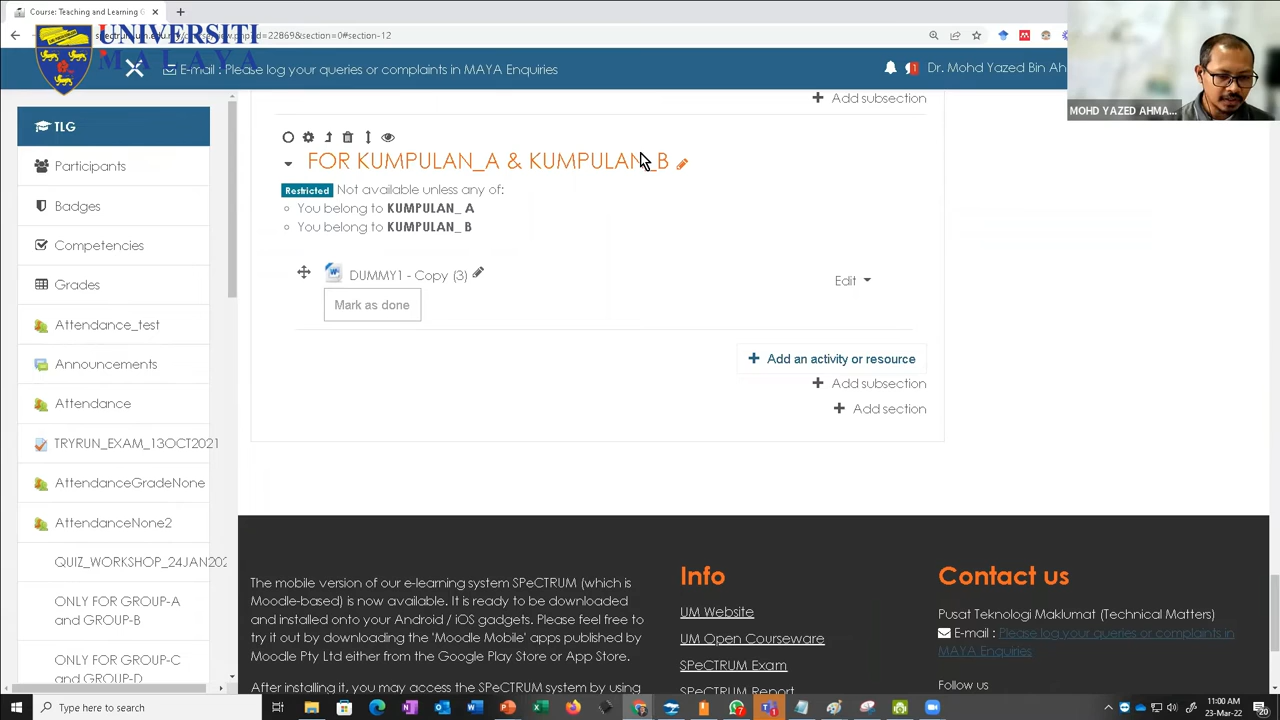 Course: Teaching and Learning G
UNIVERSITI
MALAYA
=22869&section=0#section-12
E-mail : Please log your queries or complaints in MAYA Enquiries
1
Dr. Mohd Yazed Bin Ah
MOHD YAZED AHMA...
TLG
Participants
Badges
Competencies
Grades
Attendance_test
Announcements
Attendance
TRYRUN_EXAM_13OCT2021
AttendanceGradeNone
AttendanceNone2
QUIZ_WORKSHOP_24JAN202
ONLY FOR GROUP-A
and GROUP-B
ONLY FOR GROUP-C
and GROUP-D
Add subsection
FOR KUMPULAN_A & KUMPULAN_B
Restricted Not available unless any of:
You belong to KUMPULAN_ A
You belong to KUMPULAN_ B
DUMMY1 - Copy (3)
Edit
Mark as done
Add an activity or resource
Add subsection
Add section
The mobile version of our e-learning system SPeCTRUM (which is
Moodle-based) is now available. It is ready to be downloaded
and installed onto your Android / iOS gadgets. Please feel free to
try it out by downloading the 'Moodle Mobile' apps published by
Moodle Pty Ltd either from the Google Play Store or App Store.
After installing it, you may access the SPeCTRUM system by using
Info
UM Website
UM Open Courseware
SPeCTRUM Exam
SPeCTRUM Report
Contact us
Pusat Teknologi Maklumat (Technical Matters)
E-mail : Please log your queries or complaints in
MAYA Enquiries
Follow us
Type here to search
11:00 AM
23-Mar-22
20